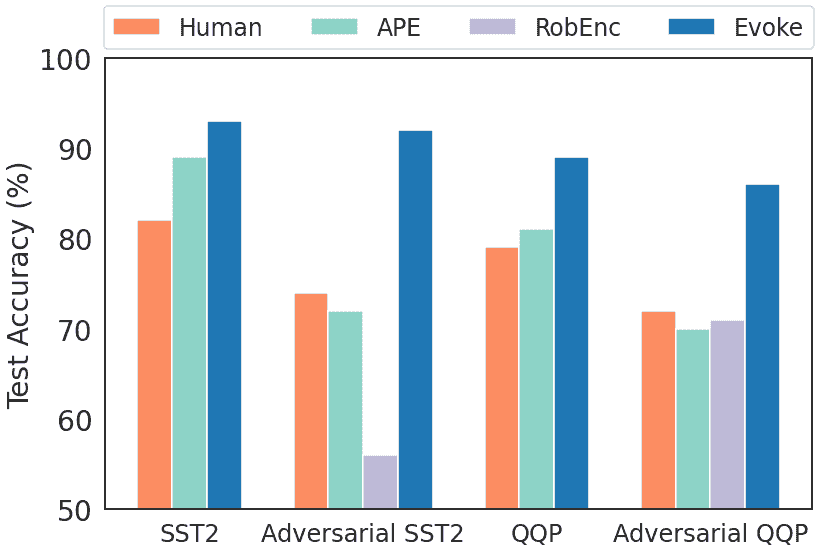 Human APE RobEnc Evoke
Test Accuracy (%)
100
90
80
70
60
50
SST2 Adversarial SST2 QQP Adversarial QQP